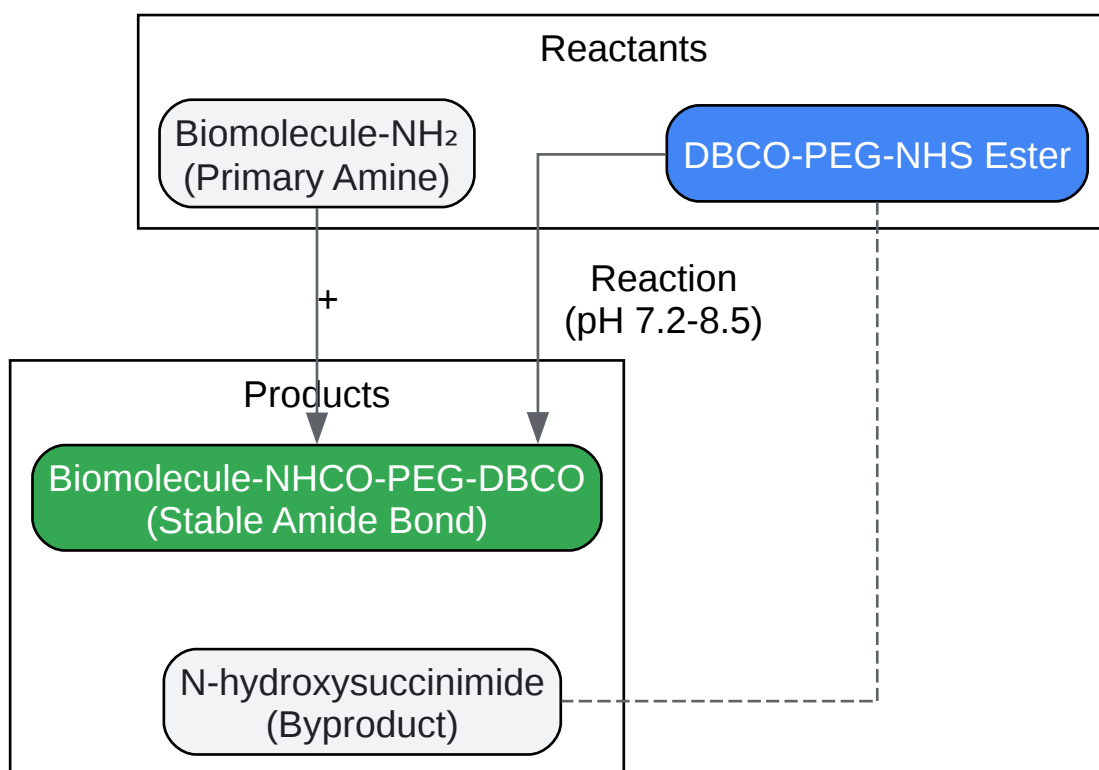 Reactants
Biomolecule-NH₂
(Primary Amine)
DBCO-PEG-NHS Ester
+
Reaction
(pH 7.2-8.5)
Products
Biomolecule-NHCO-PEG-DBCO
(Stable Amide Bond)
N-hydroxysuccinimide
(Byproduct)